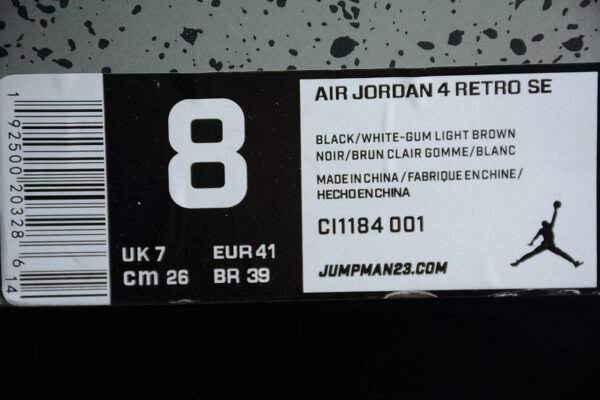 1 92500 20328 6 14
8
UK 7 EUR 41
cm 26 BR 39
AIR JORDAN 4 RETRO SE
BLACK/WHITE-GUM LIGHT BROWN
NOIR/BRUN CLAIR GOMME/BLANC
MADE IN CHINA/FABRIQUE EN CHINE/
HECHO EN CHINA
CI1184 001
JUMPMAN23.COM